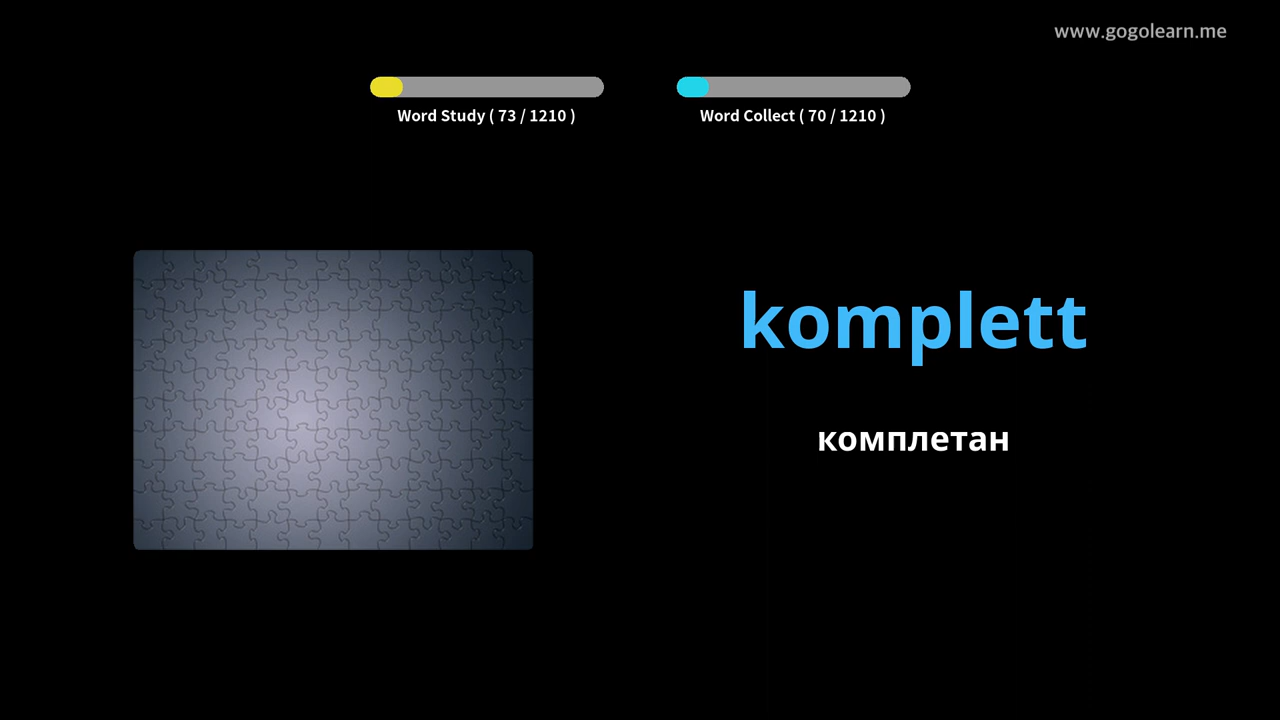 www.gogolearn.me
Word Study ( 73 / 1210 )
Word Collect ( 70 / 1210 )
komplett
комплетан